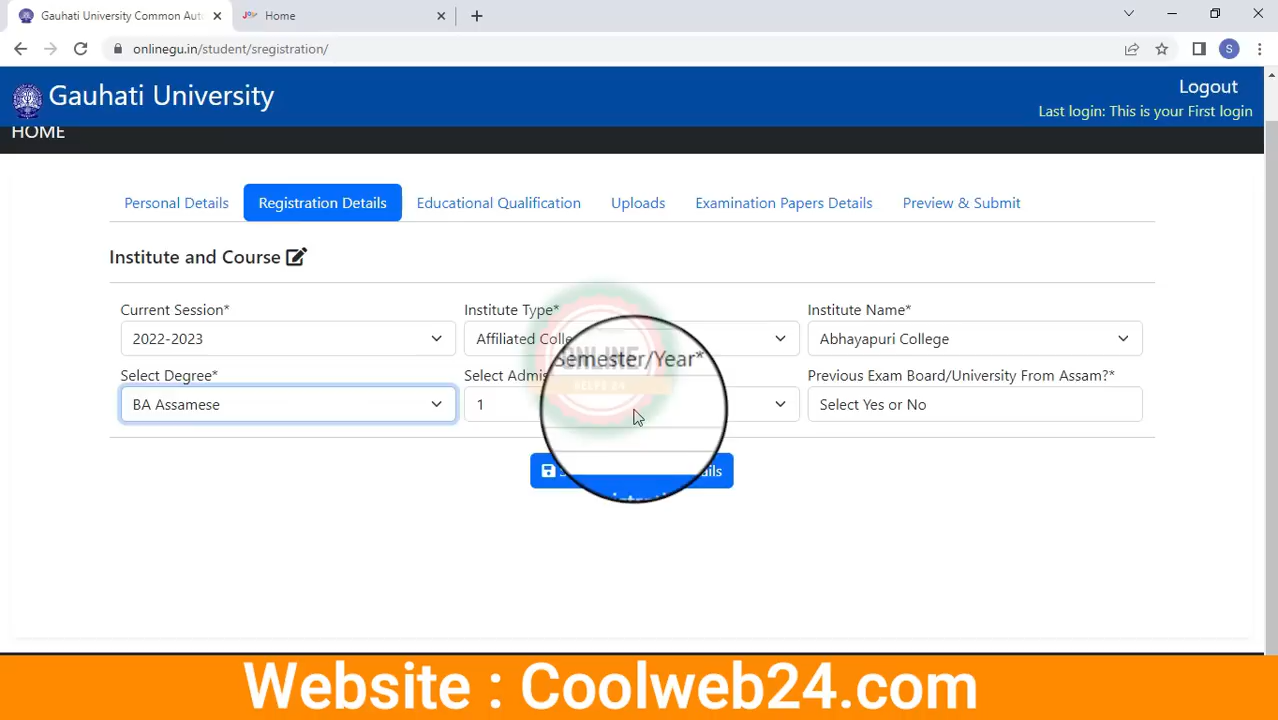 Gauhati University Common Aut
Home
onlinegu.in/student/sregistration/
S
Gauhati University
Logout
Last login: This is your First login
HOME
Personal Details
Registration Details
Educational Qualification
Uploads
Examination Papers Details
Preview & Submit
Institute and Course
Current Session*
Institute Type*
Institute Name*
2022-2023
Affiliated Colle
Abhayapuri College
Semester/Year*
ONLINE
Select Degree*
Select Admis
Previous Exam Board/University From Assam?*
BA Assamese
1
Select Yes or No
ails
Website : Coolweb24.com